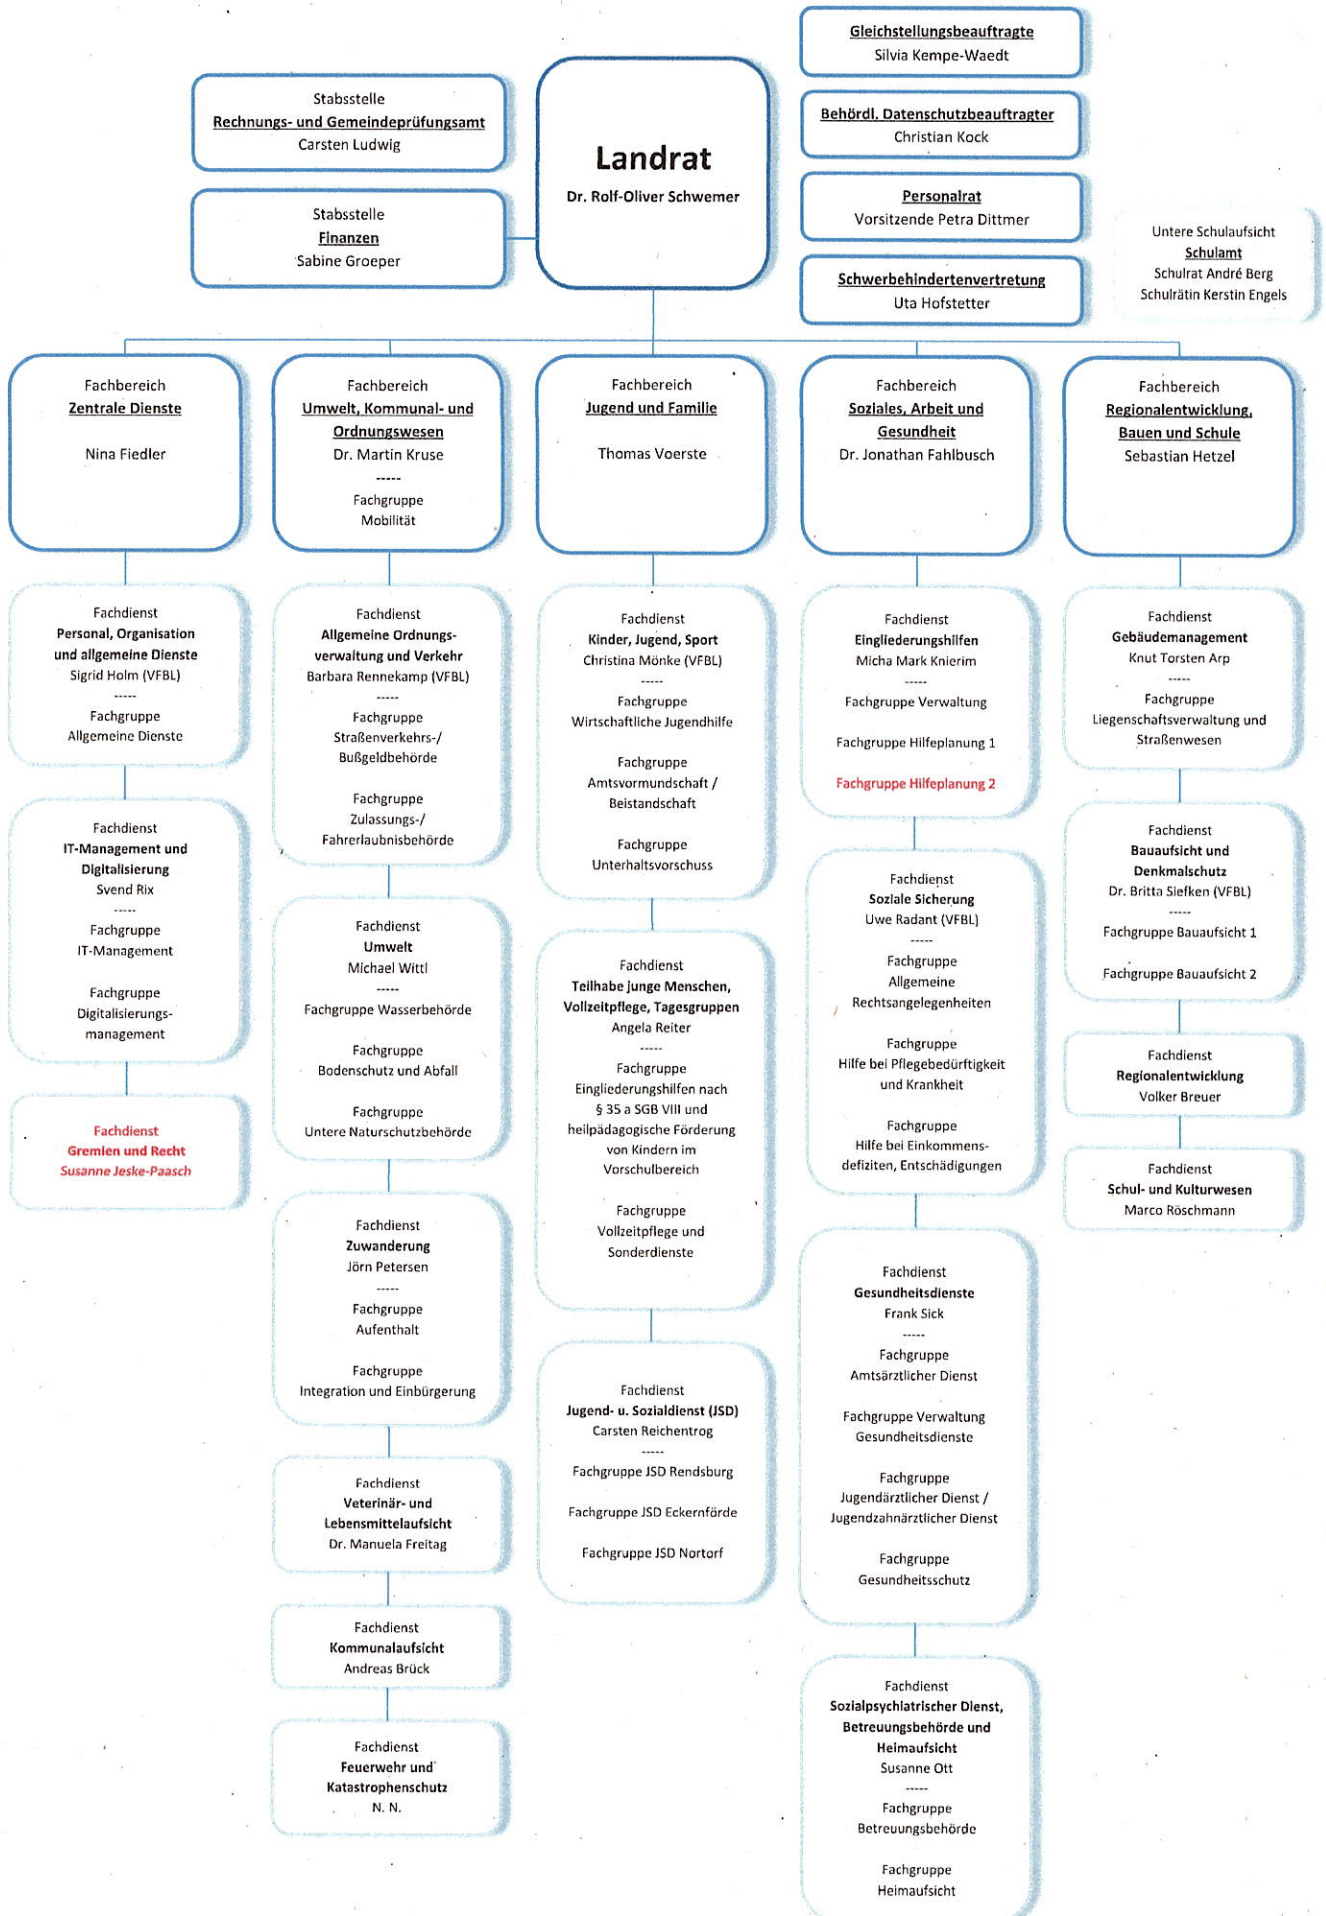 Gleichstellungsbeauftragte
Silvia Kempe-Waedt
Stabsstelle
Rechnungs- und Gemeindeprüfungsamt
Carsten Ludwig
Landrat
Dr. Rolf-Oliver Schwemer
Behördl. Datenschutzbeauftragter
Christian Kock
Stabsstelle
Finanzen
Sabine Groeper
Personalrat
Vorsitzende Petra Dittmer
Untere Schulaufsicht
Schulamt
Schulrat André Berg
Schulrätin Kerstin Engels
Schwerbehindertenvertretung
Uta Hofstetter
Fachbereich
Zentrale Dienste
Nina Fiedler
Fachbereich
Umwelt, Kommunal- und
Ordnungswesen
Dr. Martin Kruse
-----
Fachgruppe
Mobilität
Fachbereich
Jugend und Familie
Thomas Voerste
Fachbereich
Soziales, Arbeit und
Gesundheit
Dr. Jonathan Fahlbusch
Fachbereich
Regionalentwicklung,
Bauen und Schule
Sebastian Hetzel
Fachdienst
Personal, Organisation
und allgemeine Dienste
Sigrid Holm (VFBL)
-----
Fachgruppe
Allgemeine Dienste
Fachdienst
IT-Management und
Digitalisierung
Svend Rix
-----
Fachgruppe
IT-Management
Fachgruppe
Digitalisierungs-
management
Fachdienst
Gremien und Recht
Susanne Jeske-Paasch
Fachdienst
Allgemeine Ordnungs-
verwaltung und Verkehr
Barbara Rennekamp (VFBL)
-----
Fachgruppe
Straßenverkehrs-/
Bußgeldbehörde
Fachgruppe
Zulassungs-/
Fahrerlaubnisbehörde
Fachdienst
Umwelt
Michael Wittl
-----
Fachgruppe Wasserbehörde
Fachgruppe
Bodenschutz und Abfall
Fachgruppe
Untere Naturschutzbehörde
Fachdienst
Zuwanderung
Jörn Petersen
-----
Fachgruppe
Aufenthalt
Fachgruppe
Integration und Einbürgerung
Fachdienst
Veterinär- und
Lebensmittelaufsicht
Dr. Manuela Freitag
Fachdienst
Kommunalaufsicht
Andreas Brück
Fachdienst
Feuerwehr und
Katastrophenschutz
N. N.
Fachdienst
Kinder, Jugend, Sport
Christina Mönke (VFBL)
-----
Fachgruppe
Wirtschaftliche Jugendhilfe
Fachgruppe
Amtsvormundschaft /
Beistandschaft
Fachgruppe
Unterhaltsvorschuss
Fachdienst
Teilhabe junge Menschen,
Vollzeitpflege, Tagesgruppen
Angela Reiter
-----
Fachgruppe
Eingliederungshilfen nach
§ 35 a SGB VIII und
heilpädagogische Förderung
von Kindern im
Vorschulbereich
Fachgruppe
Vollzeitpflege und
Sonderdienste
Fachdienst
Jugend- u. Sozialdienst (JSD)
Carsten Reichentrog
-----
Fachgruppe JSD Rendsburg
Fachgruppe JSD Eckernförde
Fachgruppe JSD Nortorf
Fachdienst
Eingliederungshilfen
Micha Mark Knierim
-----
Fachgruppe Verwaltung
Fachgruppe Hilfeplanung 1
Fachgruppe Hilfeplanung 2
Fachdienst
Soziale Sicherung
Uwe Radant (VFBL)
-----
Fachgruppe
Allgemeine
Rechtsangelegenheiten
Fachgruppe
Hilfe bei Pflegebedürftigkeit
und Krankheit
Fachgruppe
Hilfe bei Einkommens-
defiziten, Entschädigungen
Fachdienst
Gesundheitsdienste
Frank Sick
-----
Fachgruppe
Amtsärztlicher Dienst
Fachgruppe Verwaltung
Gesundheitsdienste
Fachgruppe
Jugendärztlicher Dienst /
Jugendzahnärztlicher Dienst
Fachgruppe
Gesundheitsschutz
Fachdienst
Sozialpsychiatrischer Dienst,
Betreuungsbehörde und
Heimaufsicht
Susanne Ott
-----
Fachgruppe
Betreuungsbehörde
Fachgruppe
Heimaufsicht
Fachdienst
Gebäudemanagement
Knut Torsten Arp
-----
Fachgruppe
Liegenschaftsverwaltung und
Straßenwesen
Fachdienst
Bauaufsicht und
Denkmalschutz
Dr. Britta Siefken (VFBL)
-----
Fachgruppe Bauaufsicht 1
Fachgruppe Bauaufsicht 2
Fachdienst
Regionalentwicklung
Volker Breuer
Fachdienst
Schul- und Kulturwesen
Marco Röschmann